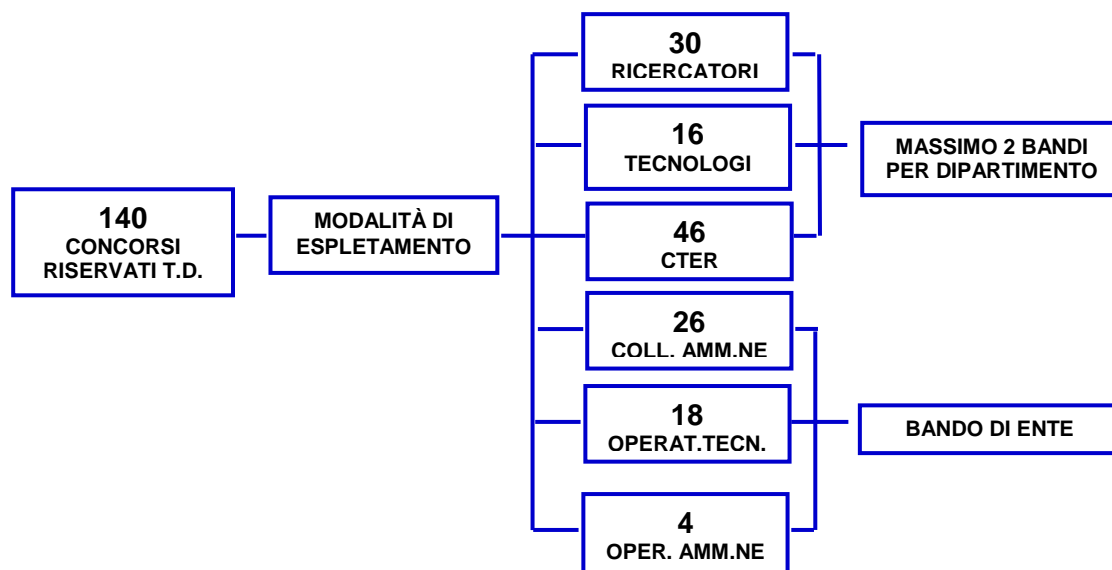 140
CONCORSI
RISERVATI T.D.
MODALITÀ DI
ESPLETAMENTO
30
RICERCATORI
16
TECNOLOGI
46
CTER
26
COLL. AMM.NE
18
OPERAT.TECN.
4
OPER. AMM.NE
MASSIMO 2 BANDI
PER DIPARTIMENTO
BANDO DI ENTE